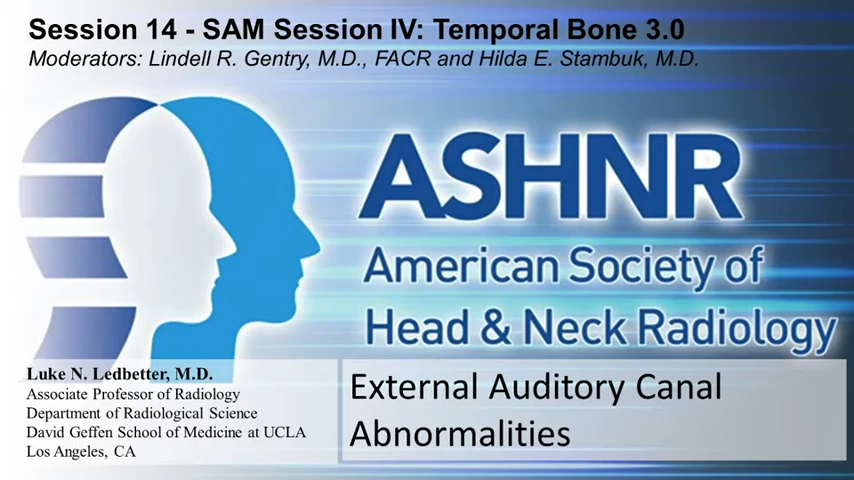 Session 14 - SAM Session IV: Temporal Bone 3.0
Moderators: Lindell R. Gentry, M.D., FACR and Hilda E. Stambuk, M.D.
ASHNR
American Society of
Head & Neck Radiology
Luke N. Ledbetter, M.D.
Associate Professor of Radiology
Department of Radiological Science
David Geffen School of Medicine at UCLA
Los Angeles, CA
External Auditory Canal
Abnormalities